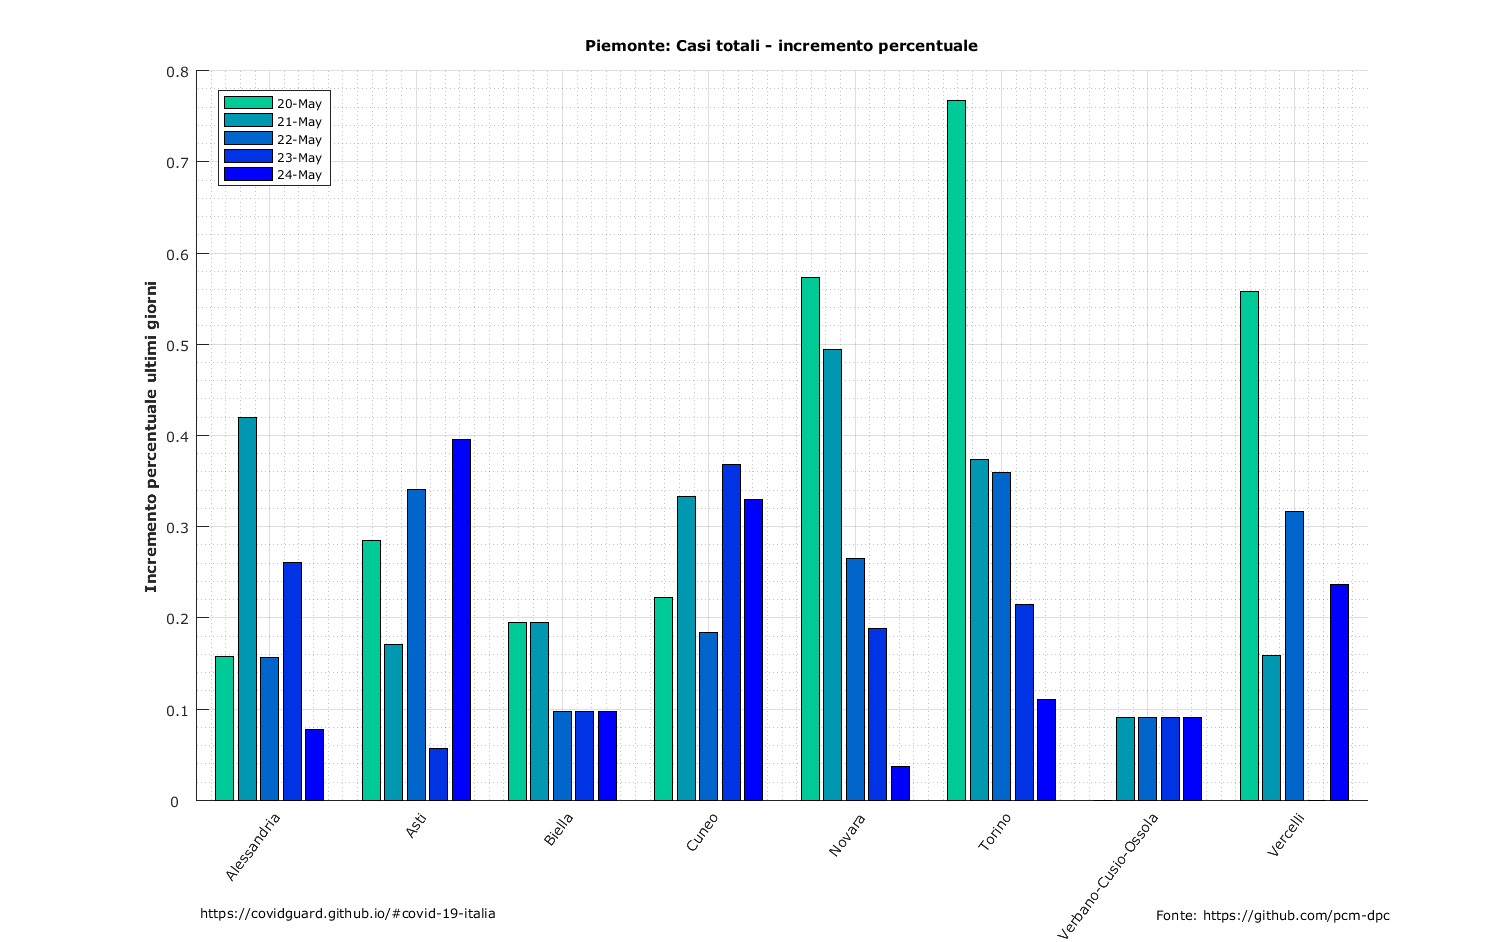 Piemonte: Casi totali - incremento percentuale
Incremento percentuale ultimi giorni
0.8
0.7
0.6
0.5
0.4
0.3
0.2
0.1
0
20-May
21-May
22-May
23-May
24-May
Alessandria
Asti
Biella
Cuneo
Novara
Torino
Verbano-Cusio-Ossola
Vercelli
https://covidguard.github.io/#covid-19-italia
Fonte: https://github.com/pcm-dpc